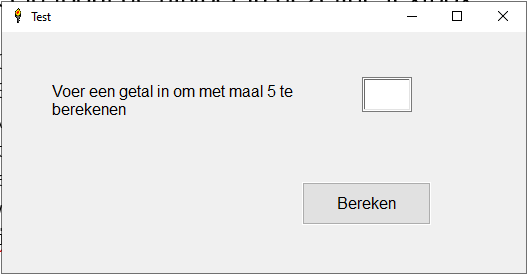 Test
Voer een getal in om met maal 5 te
berekenen
Bereken